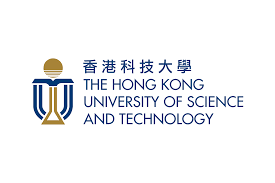 香港科技大學
THE HONG KONG
UNIVERSITY OF SCIENCE
AND TECHNOLOGY